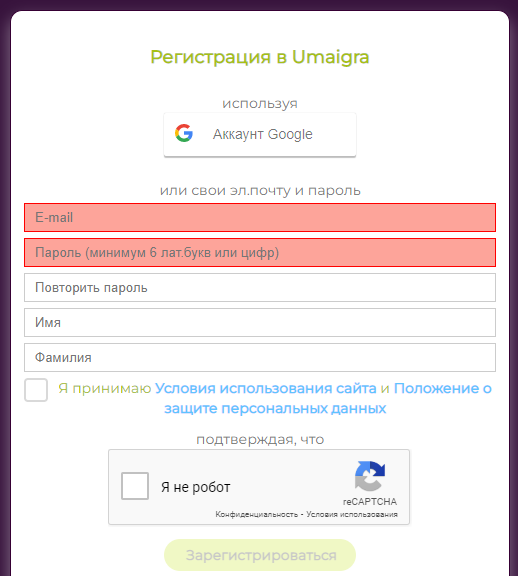 Регистрация в Umaigra
используя
Аккаунт Google
или свои эл.почту и пароль
E-mail
Пароль (минимум 6 лат.букв или цифр)
Повторить пароль
Имя
Фамилия
Я принимаю Условия использования сайта и Положение о
защите персональных данных
подтверждая, что
Я не робот
reCAPTCHA
Конфиденциальность - Условия использования
Зарегистрироваться